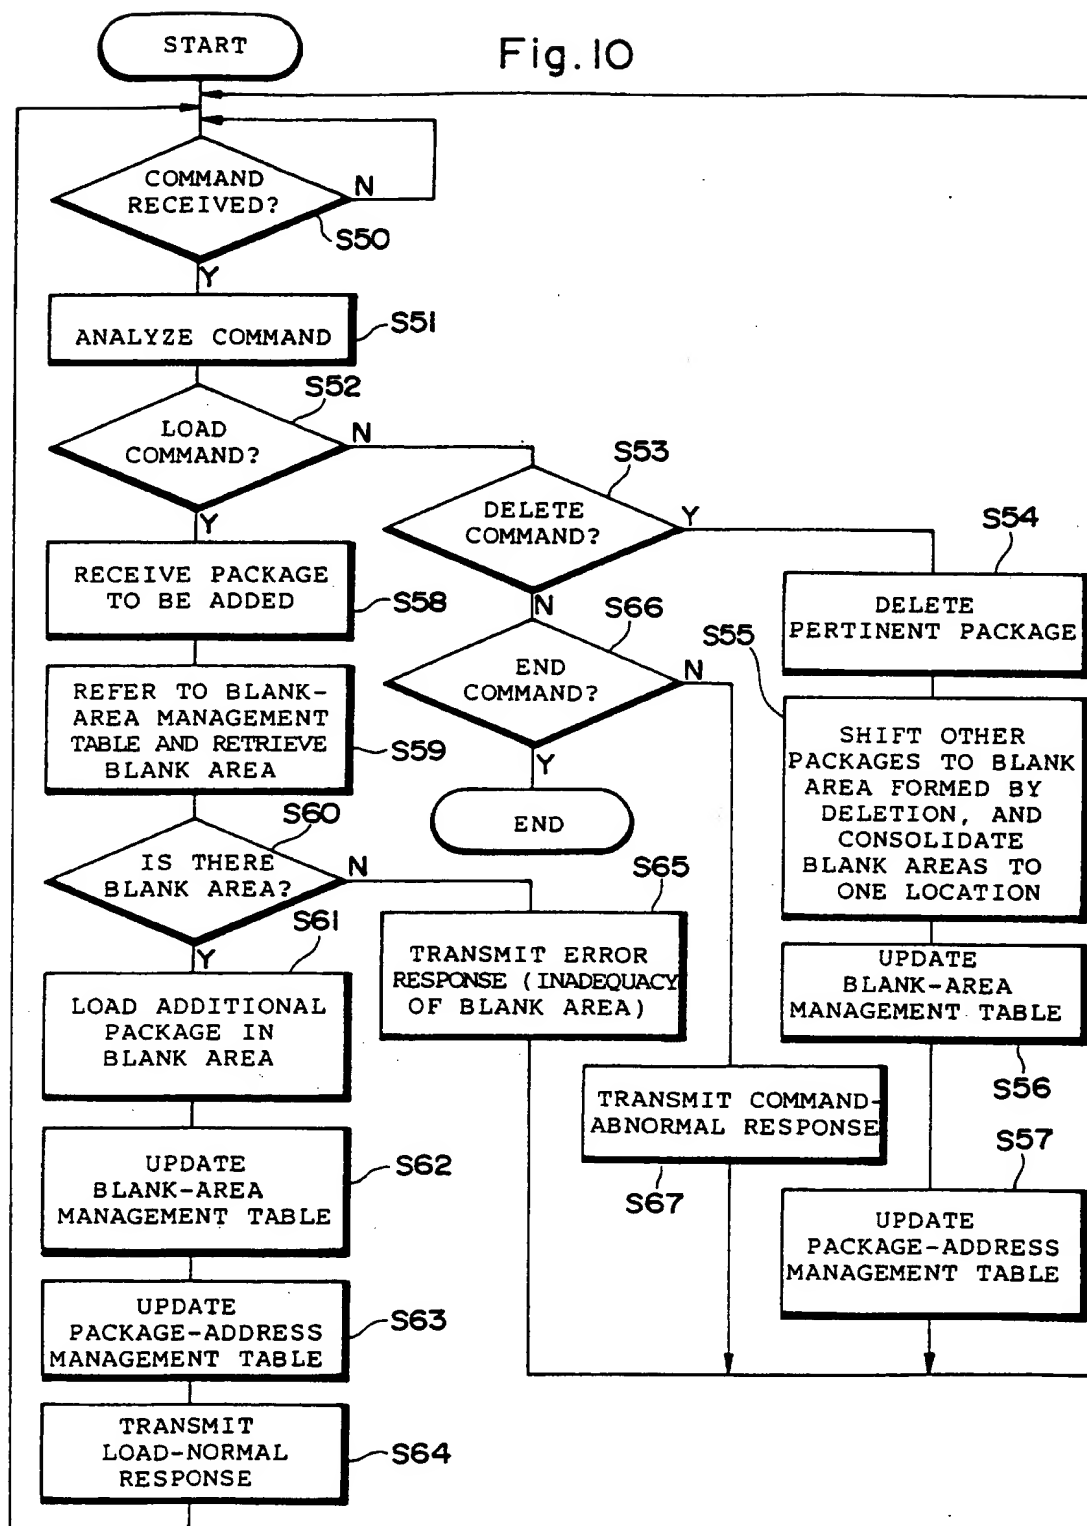 START
Fig.10
COMMAND
RECEIVED?
N
S50
Y
ANALYZE COMMAND
S51
S52
LOAD
COMMAND?
N
Y
S53
DELETE
COMMAND?
Y
N
S54
DELETE
PERTINENT PACKAGE
RECEIVE PACKAGE
TO BE ADDED
S58
S66
END
COMMAND?
N
Y
END
S55
SHIFT OTHER
PACKAGES TO BLANK
AREA FORMED BY
DELETION, AND
CONSOLIDATE
BLANK AREAS TO
ONE LOCATION
REFER TO BLANK-
AREA MANAGEMENT
TABLE AND RETRIEVE
BLANK AREA
S59
S60
IS THERE
BLANK AREA?
N
Y
S65
TRANSMIT ERROR
RESPONSE (INADEQUACY
OF BLANK AREA)
UPDATE
BLANK-AREA
MANAGEMENT TABLE
S56
S61
LOAD ADDITIONAL
PACKAGE IN
BLANK AREA
TRANSMIT COMMAND-
ABNORMAL RESPONSE
S67
S57
UPDATE
PACKAGE-ADDRESS
MANAGEMENT TABLE
UPDATE
BLANK-AREA
MANAGEMENT TABLE
S62
UPDATE
PACKAGE-ADDRESS
MANAGEMENT TABLE
S63
TRANSMIT
LOAD-NORMAL
RESPONSE
S64